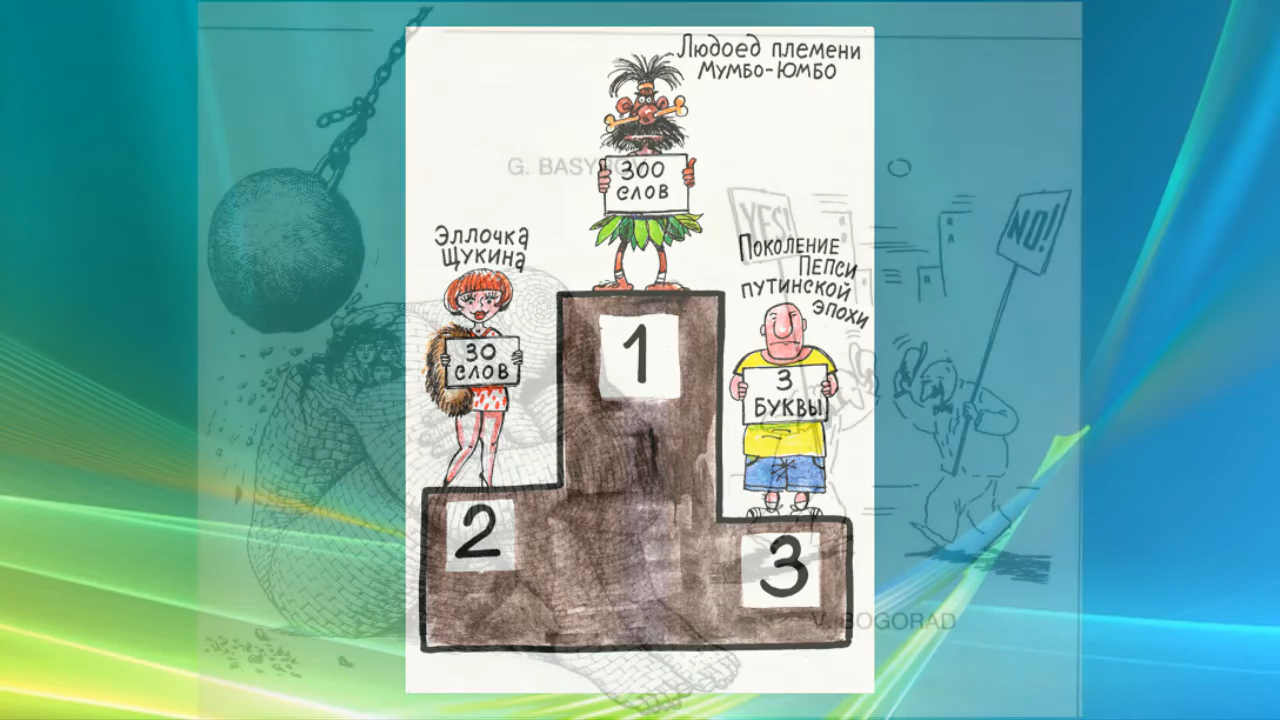 Людоед племени
Мумбо-Юмбо
G. BASY
300
слов
YES!
NO!
Эллочка
Щукина
Поколение
Пепси
путинской
эпохи
30
слов
1
3
буквы
2
3
V. BOGORAD